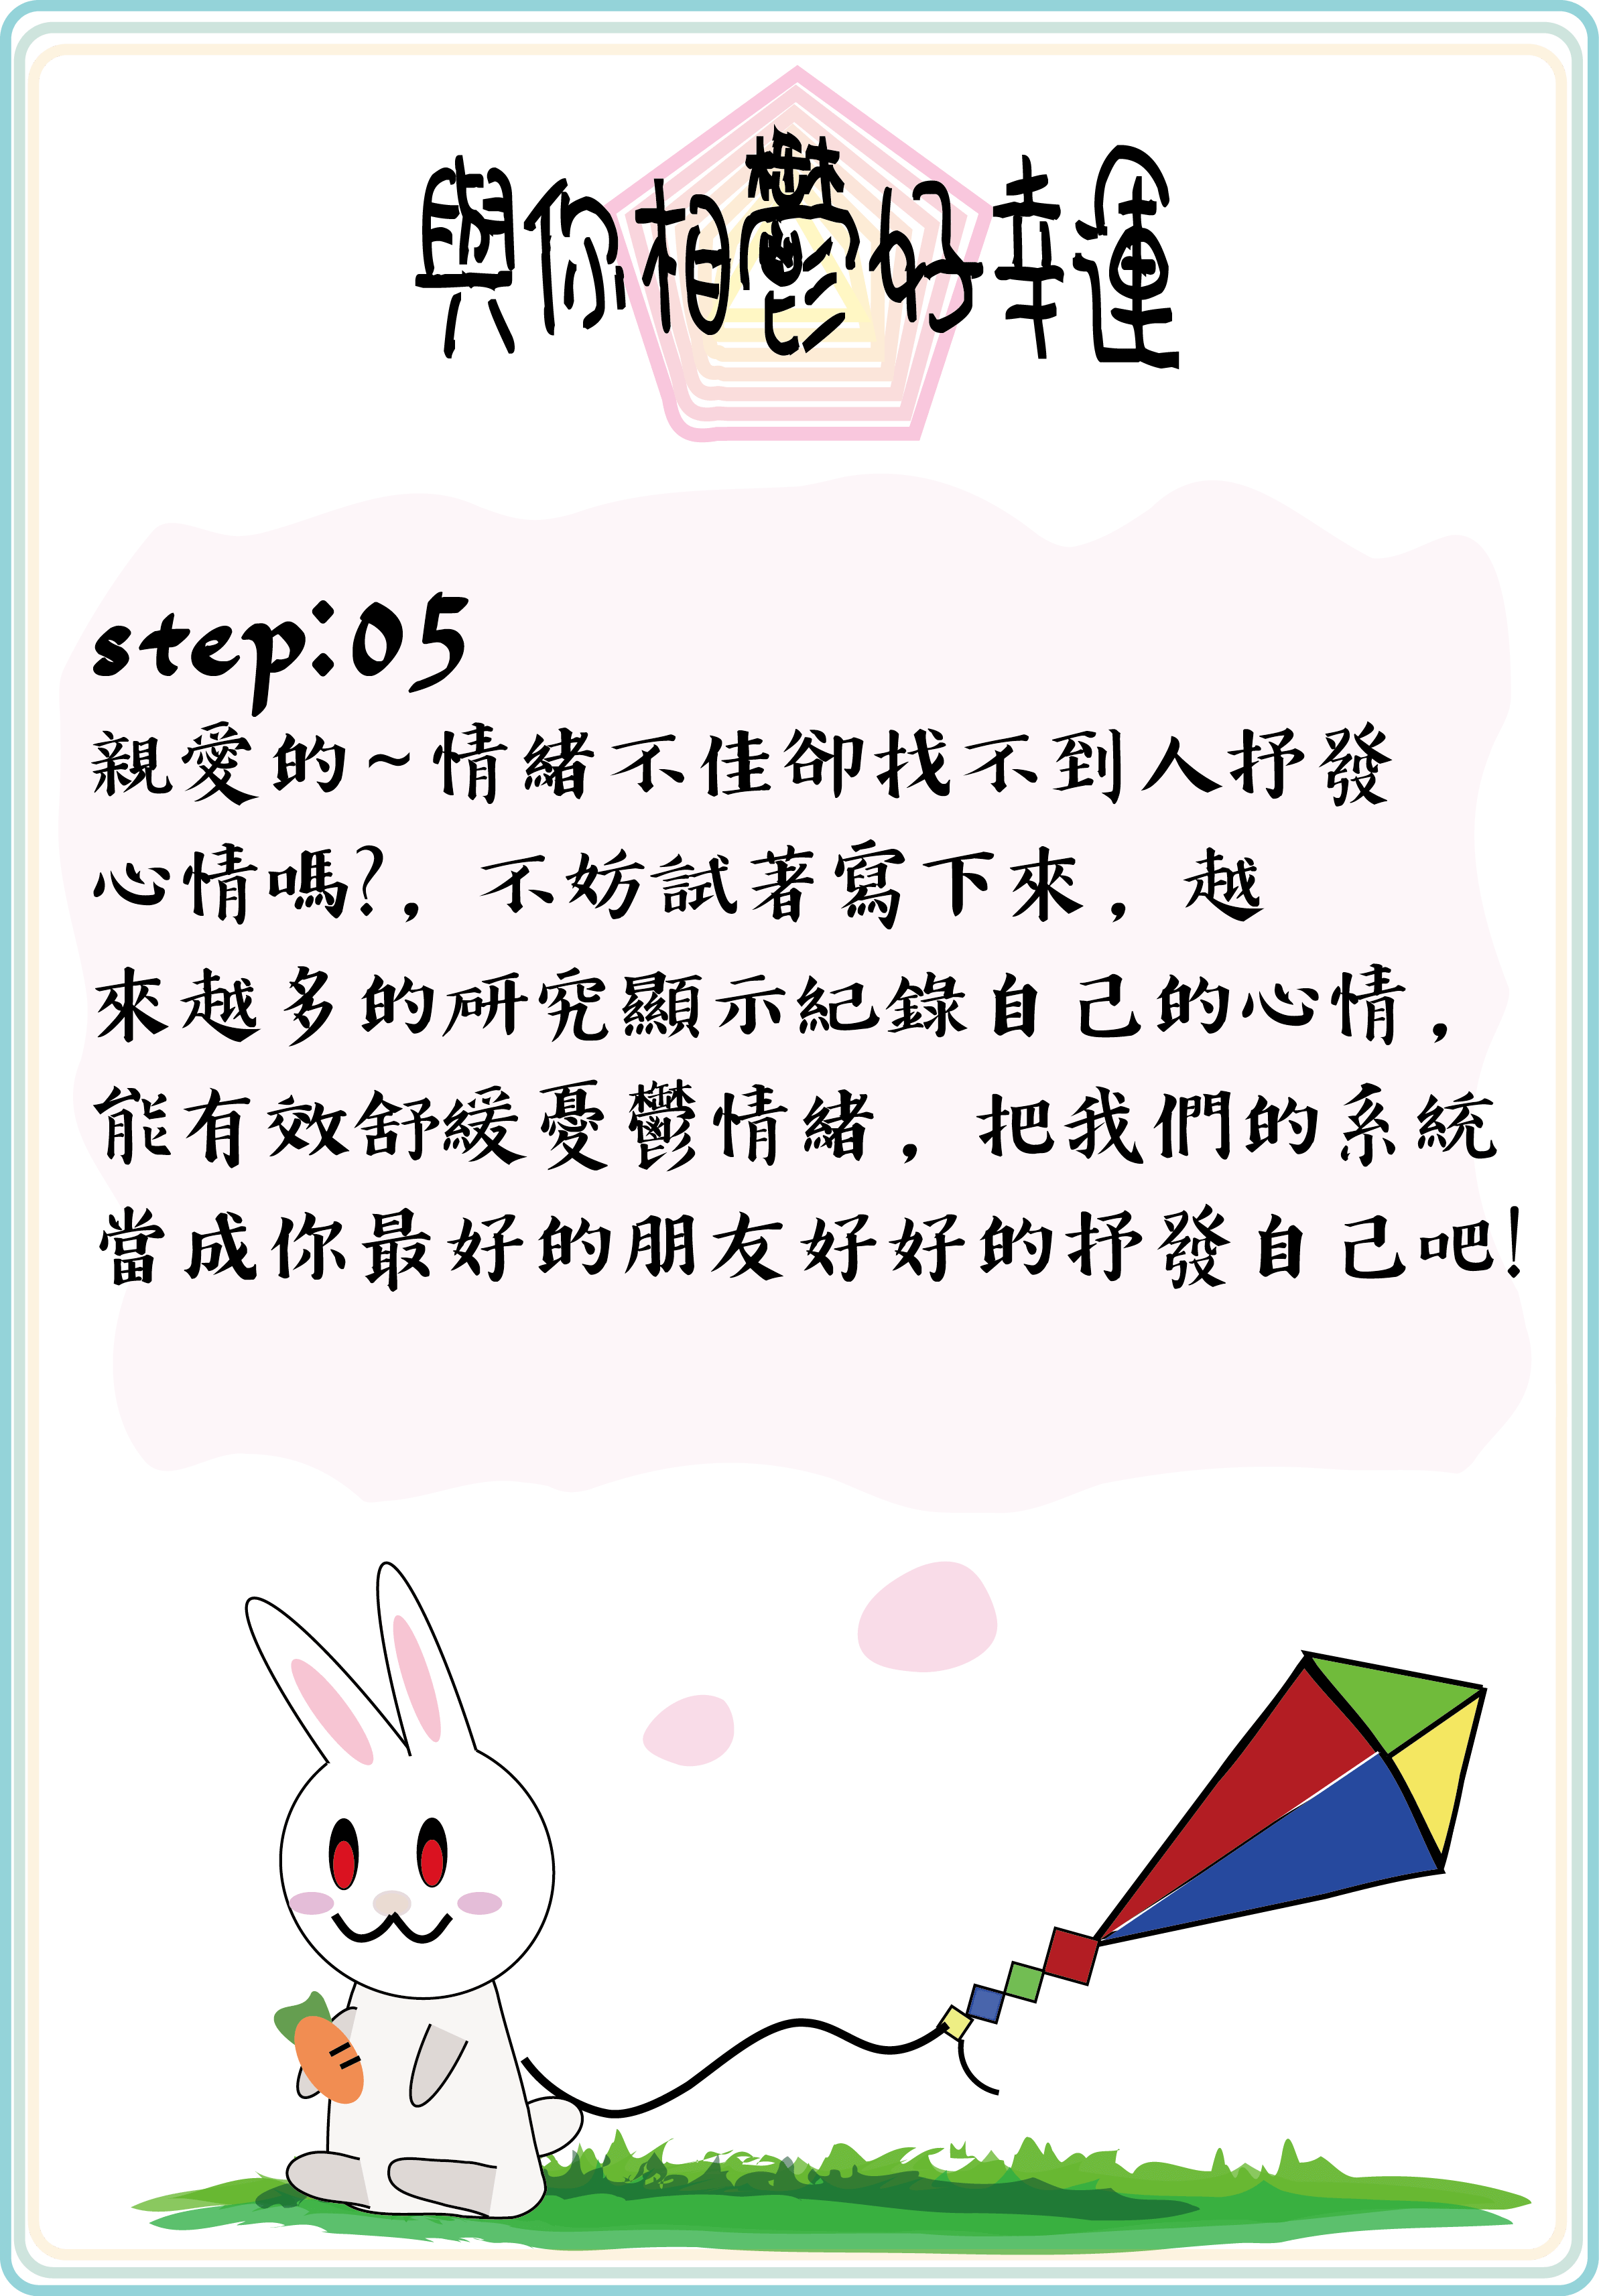 與你相鬱好幸運
step:05
親愛的~情緒不佳卻找不到人抒發
心情嗎?, 不妨試著寫下來, 越
來越多的研究顯示紀錄自己的心情,
能有效舒緩憂鬱情緒, 把我們的系統
當成你最好的朋友好好的抒發自己吧!